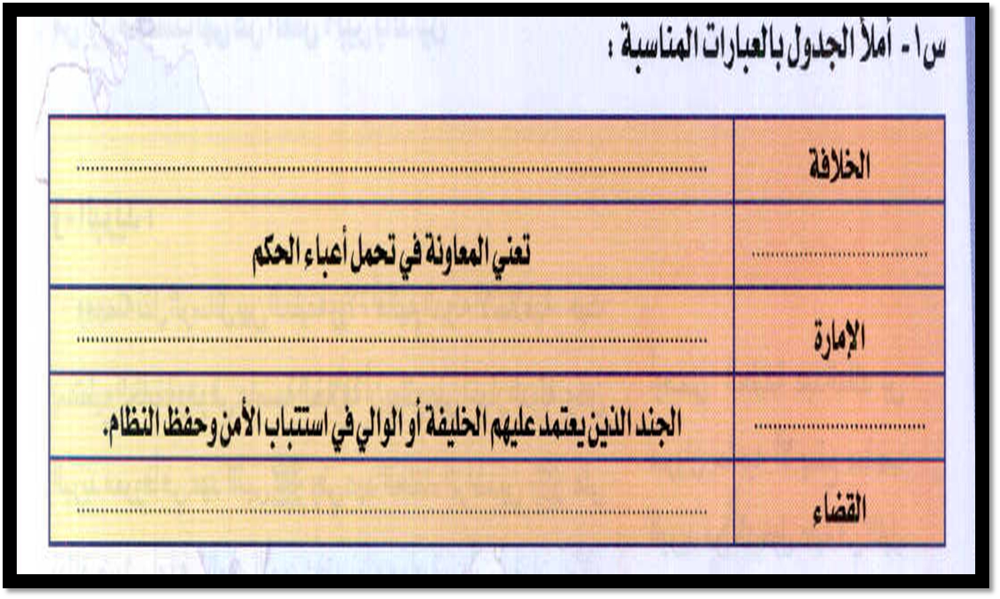 س١- أملأ الجدول بالعبارات المناسبة :
الخلافة ........................
........................ تعني المعاونة في تحمل أعباء الحكم
الإمارة ........................
........................ الجند الذين يعتمد عليهم الخليفة أو الوالي في استتباب الأمن وحفظ النظام.
القضاء ........................